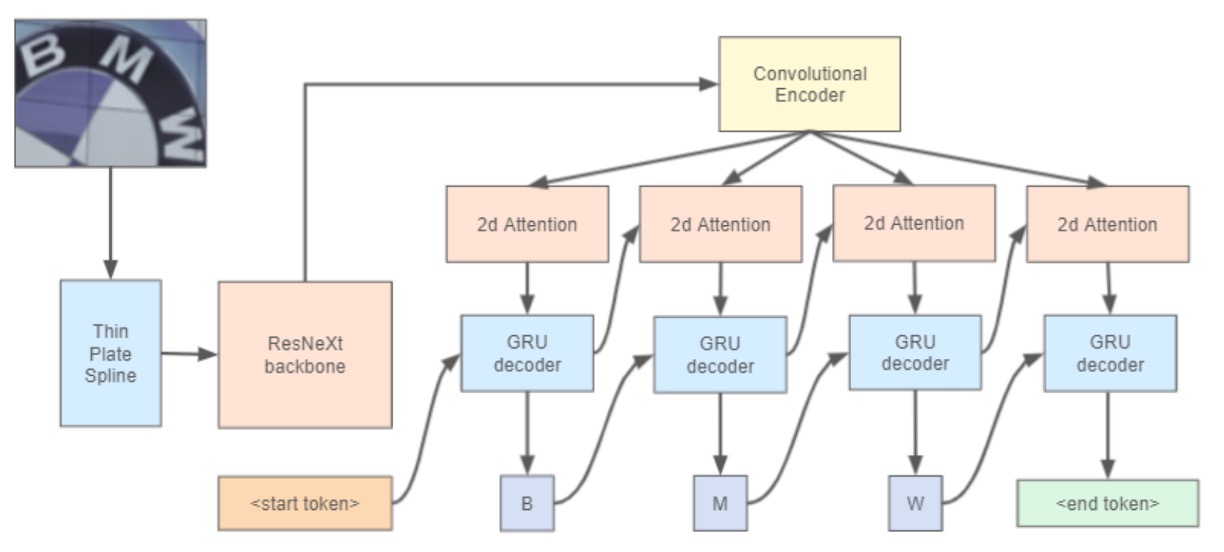 B M W
Convolutional
Encoder
2d Attention
2d Attention
2d Attention
2d Attention
Thin
Plate
Spline
ResNeXt
backbone
GRU
decoder
GRU
decoder
GRU
decoder
GRU
decoder
<start token>
B
M
W
<end token>